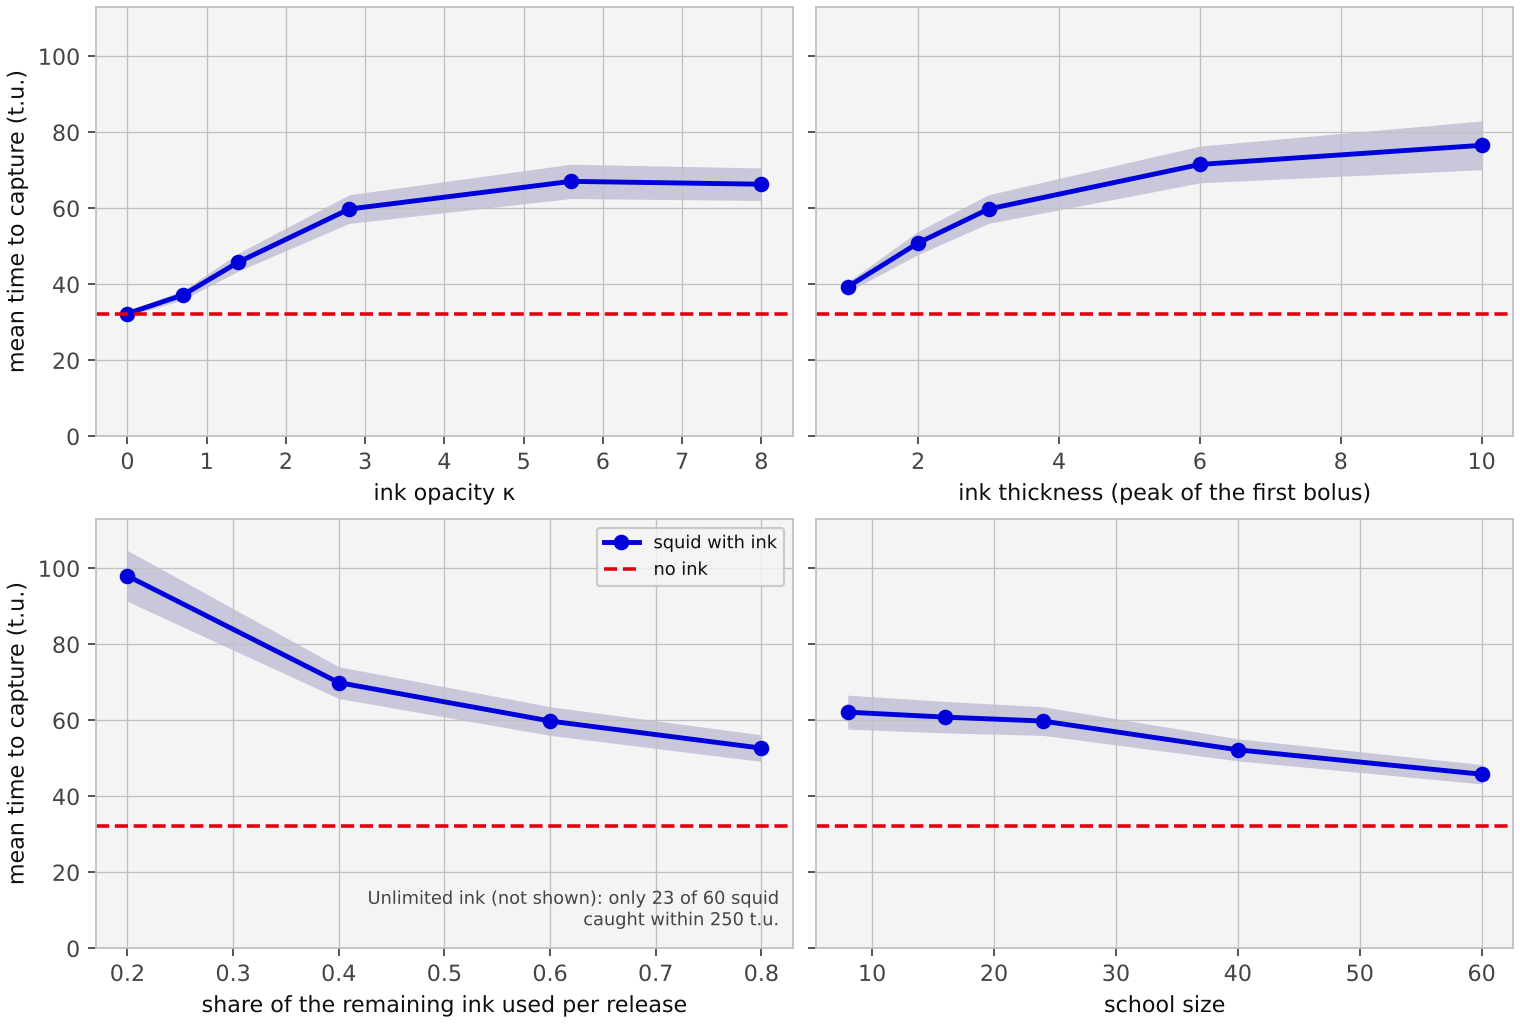 mean time to capture (t.u.)
100
80
60
40
20
0
0 1 2 3 4 5 6 7 8
ink opacity κ
2 4 6 8 10
ink thickness (peak of the first bolus)
mean time to capture (t.u.)
100
80
60
40
20
0
squid with ink
no ink
Unlimited ink (not shown): only 23 of 60 squid
caught within 250 t.u.
0.2 0.3 0.4 0.5 0.6 0.7 0.8
share of the remaining ink used per release
10 20 30 40 50 60
school size